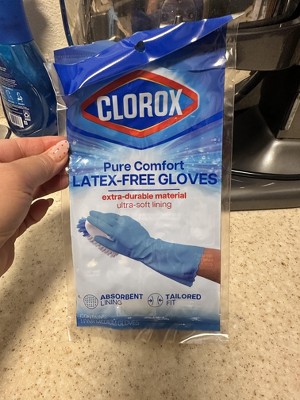 CLOROX
Pure Comfort
LATEX-FREE GLOVES
extra-durable material
ultra-soft lining
ABSORBENT
LINING
TAILORED
FIT